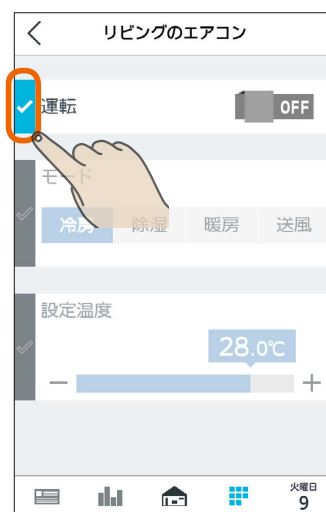 リビングのエアコン
運転
OFF
モード
冷房 除湿 暖房 送風
設定温度
28.0℃
火曜日
9